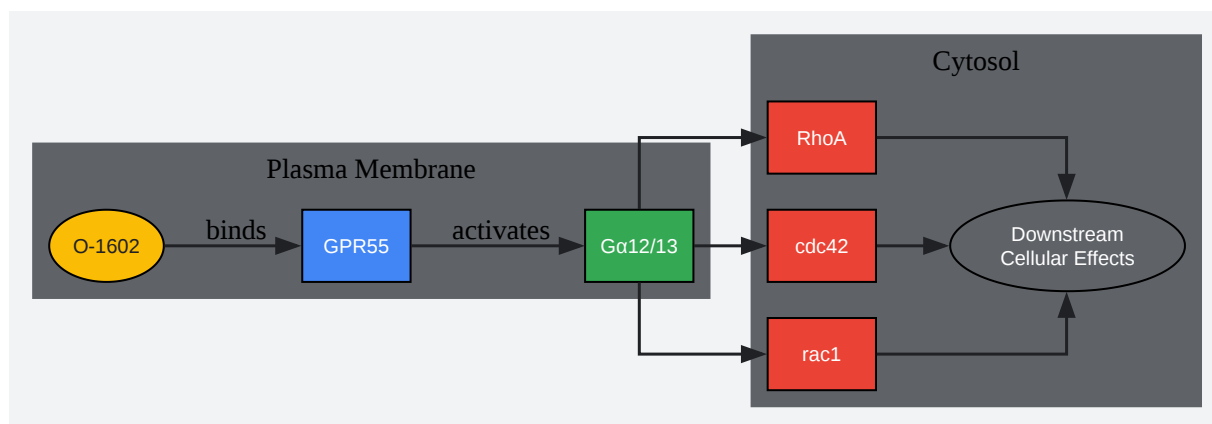 Cytosol
RhoA
Plasma Membrane
O-1602
binds
GPR55
activates
Gα12/13
cdc42
Downstream
Cellular Effects
rac1